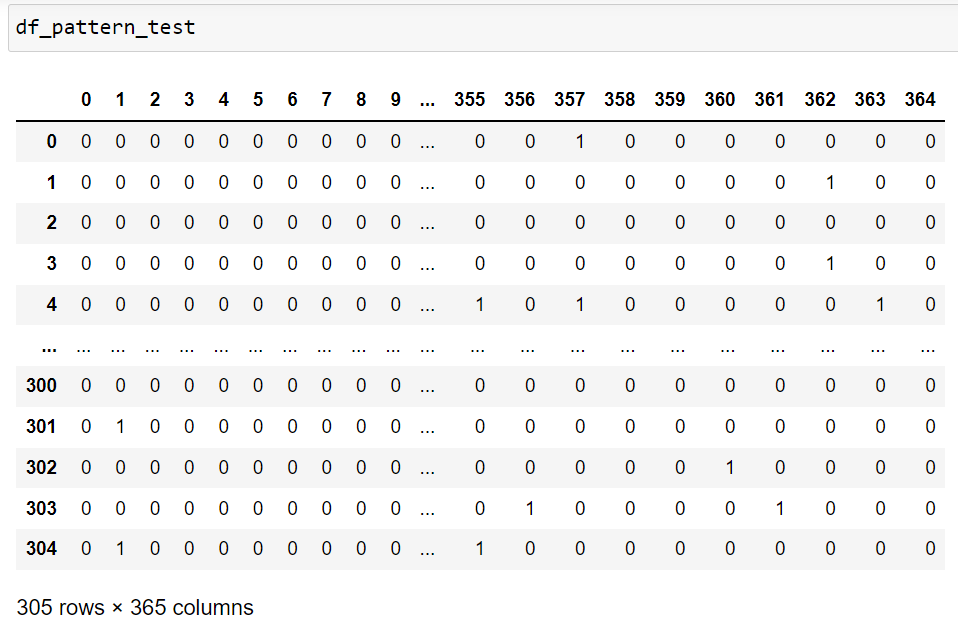 df_pattern_test
0 1 2 3 4 5 6 7 8 9 ... 355 356 357 358 359 360 361 362 363 364
0 0 0 0 0 0 0 0 0 0 0 ... 0 0 1 0 0 0 0 0 0 0
1 0 0 0 0 0 0 0 0 0 0 ... 0 0 0 0 0 0 0 1 0 0
2 0 0 0 0 0 0 0 0 0 0 ... 0 0 0 0 0 0 0 0 0 0
3 0 0 0 0 0 0 0 0 0 0 ... 0 0 0 0 0 0 0 1 0 0
4 0 0 0 0 0 0 0 0 0 0 ... 1 0 1 0 0 0 0 0 1 0
... ... ... ... ... ... ... ... ... ... ... ... ... ... ... ... ... ... ... ... ... ...
300 0 0 0 0 0 0 0 0 0 0 ... 0 0 0 0 0 0 0 0 0 0
301 0 1 0 0 0 0 0 0 0 0 ... 0 0 0 0 0 0 0 0 0 0
302 0 0 0 0 0 0 0 0 0 0 ... 0 0 0 0 0 1 0 0 0 0
303 0 0 0 0 0 0 0 0 0 0 ... 0 1 0 0 0 0 1 0 0 0
304 0 1 0 0 0 0 0 0 0 0 ... 1 0 0 0 0 0 0 0 0 0
305 rows × 365 columns